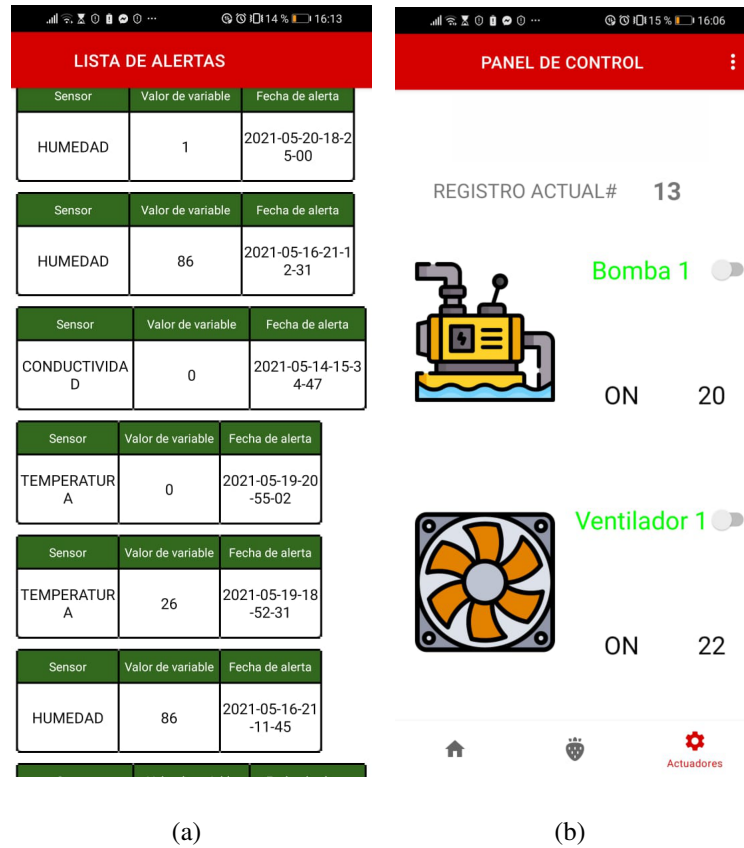 14 % 16:13
LISTA DE ALERTAS
Sensor Valor de variable Fecha de alerta
HUMEDAD 1 2021-05-20-18-2
5-00
Sensor Valor de variable Fecha de alerta
HUMEDAD 86 2021-05-16-21-1
2-31
Sensor Valor de variable Fecha de alerta
CONDUCTIVIDA
D 0 2021-05-14-15-3
4-47
Sensor Valor de variable Fecha de alerta
TEMPERATUR
A 0 2021-05-19-20
-55-02
Sensor Valor de variable Fecha de alerta
TEMPERATUR
A 26 2021-05-19-18
-52-31
Sensor Valor de variable Fecha de alerta
HUMEDAD 86 2021-05-16-21
-11-45
(a)
15 % 16:06
PANEL DE CONTROL
REGISTRO ACTUAL# 13
Bomba 1
ON 20
Ventilador 1
ON 22
Actuadores
(b)